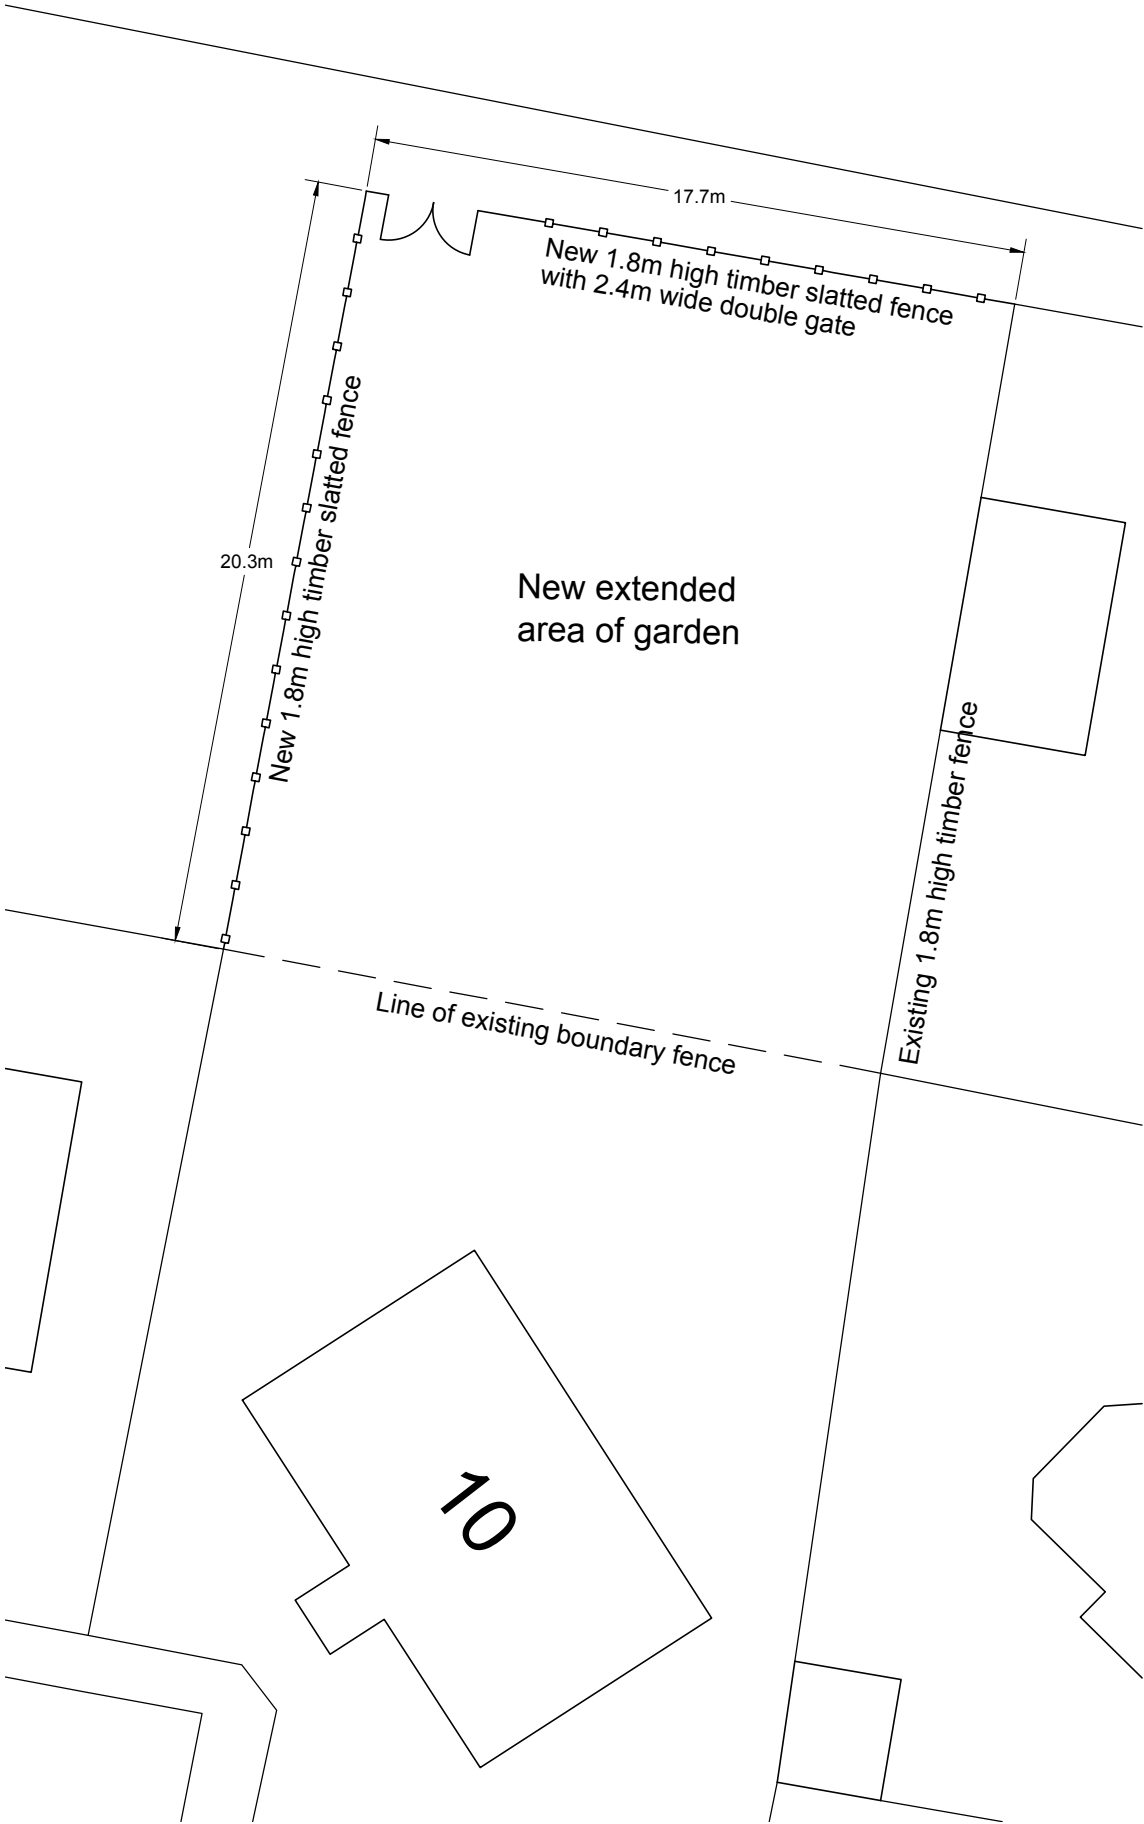 17.7m
New 1.8m high timber slatted fence
with 2.4m wide double gate
New 1.8m high timber slatted fence
20.3m
New extended
area of garden
Existing 1.8m high timber fence
Line of existing boundary fence
10